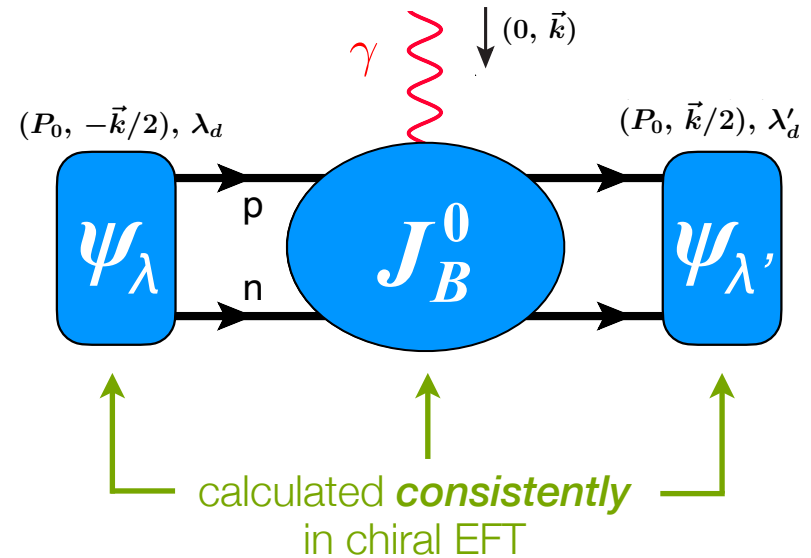 γ
(0, k⃗)
(P₀, −k⃗/2), λ_d
(P₀, k⃗/2), λ′_d
p
n
ψ_λ
J_B^0
ψ_λ’
calculated consistently
in chiral EFT